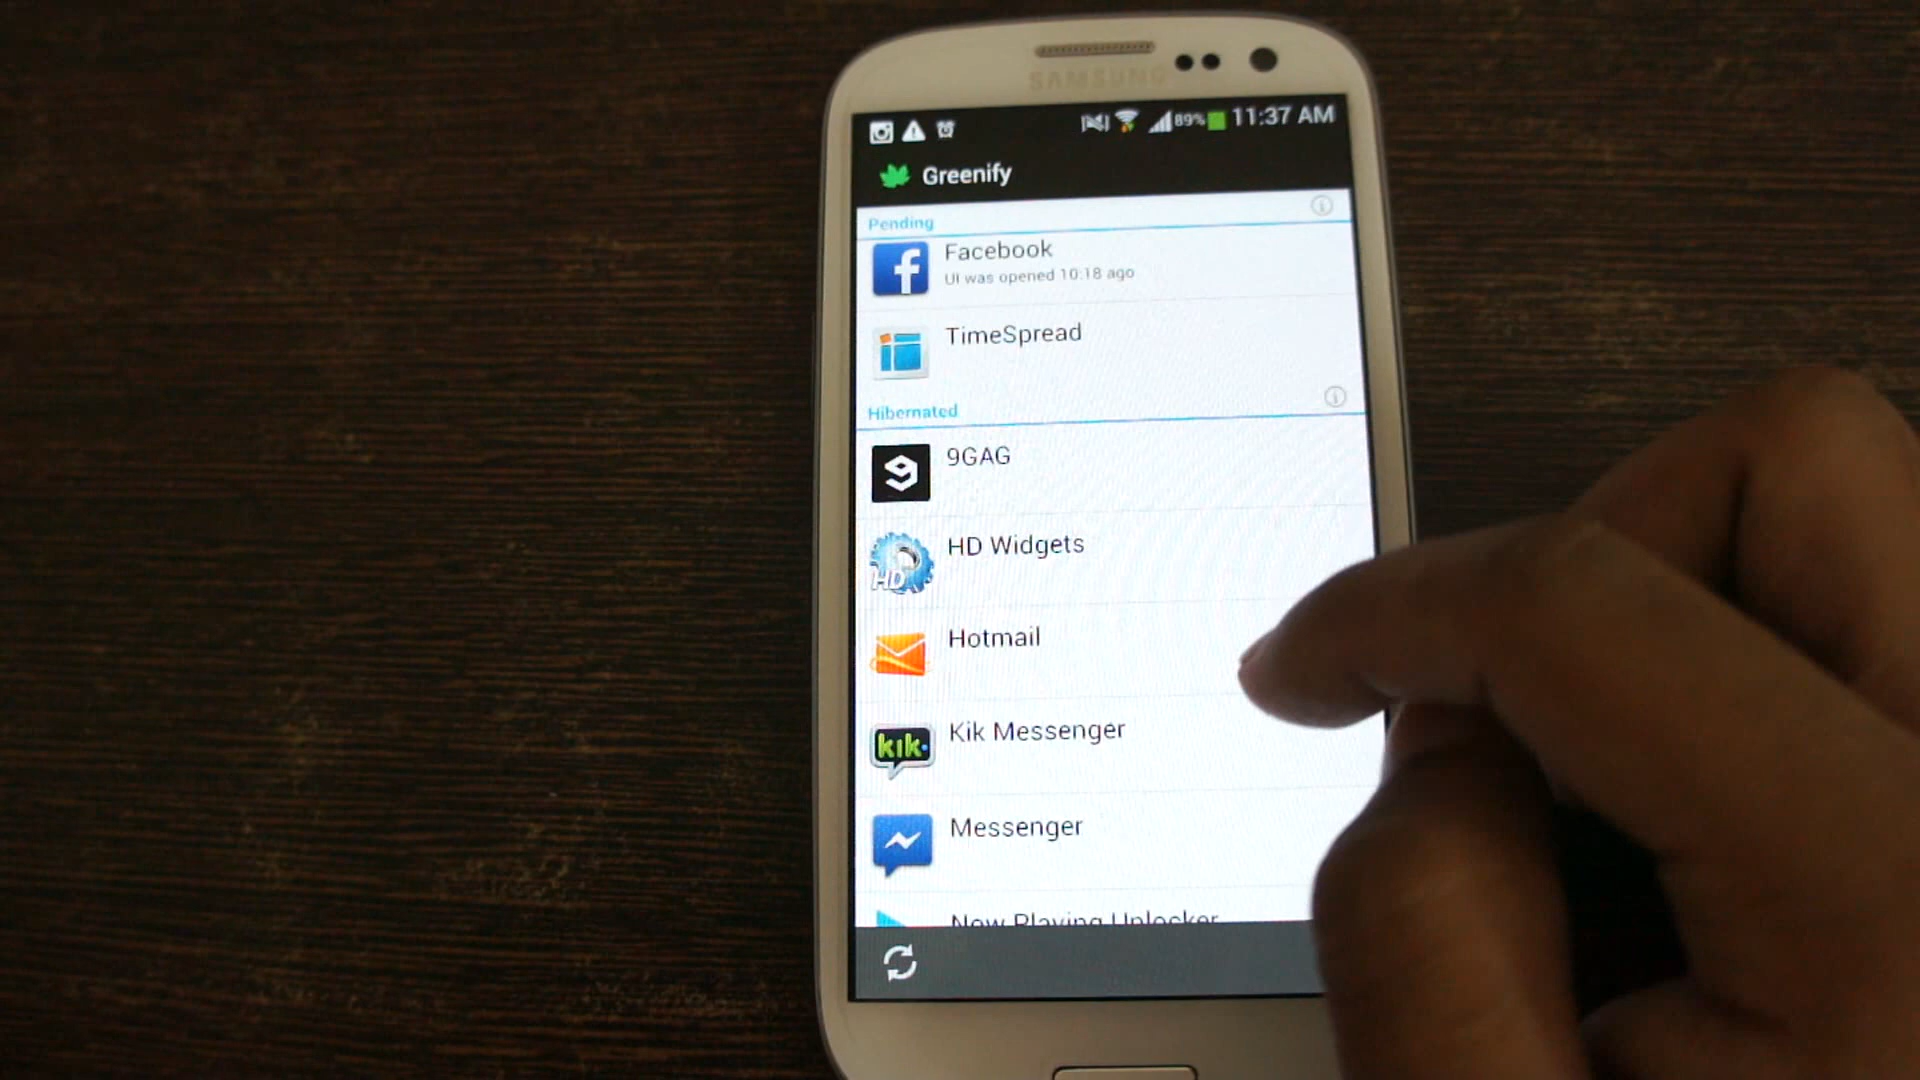 SAMSUNG
89% 11:37 AM
Greenify
Pending
Facebook
UI was opened 10:18 ago
TimeSpread
Hibernated
9GAG
HD Widgets
HD
Hotmail
kik
Kik Messenger
Messenger
Now Playing Unlocker